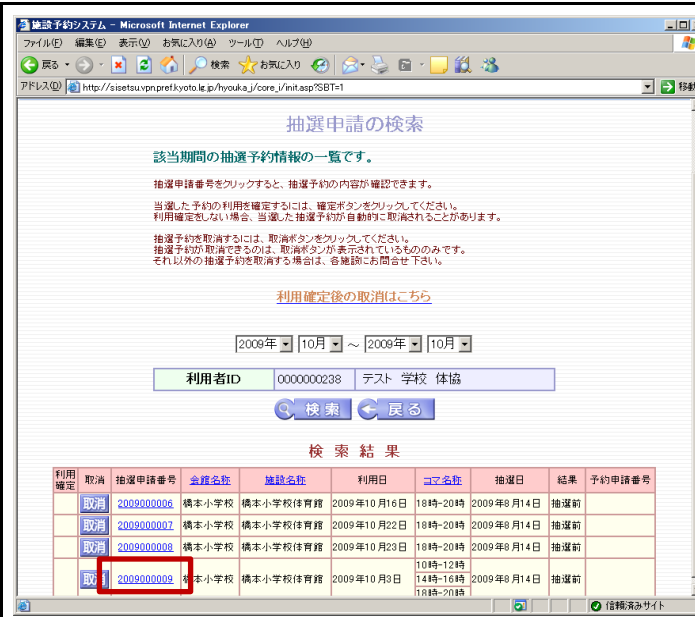 施設予約システム - Microsoft Internet Explorer
ファイル(F) 編集(E) 表示(V) お気に入り(A) ツール(T) ヘルプ(H)
戻る 検索 お気に入り
アドレス(D) http://sisetsu.vpn.pref.kyoto.lg.jp/hyouka_i/core_i/init.asp?SBT=1 移動
抽選申請の検索
該当期間の抽選予約情報の一覧です。
抽選申請番号をクリックすると、抽選予約の内容が確認できます。
当選した予約の利用を確定するには、確定ボタンをクリックしてください。
利用確定をしない場合、当選した抽選予約が自動的に取消されることがあります。
抽選予約を取消するには、取消ボタンをクリックしてください。
抽選予約が取消できるのは、取消ボタンが表示されているもののみです。
それ以外の抽選予約を取消する場合は、各施設にお問合せ下さい。
利用確定後の取消はこちら
2009年 10月 ～ 2009年 10月
利用者ID 0000000238 テスト 学校 体協
検索 戻る
検索結果
利用確定 取消 抽選申請番号 会館名称 施設名称 利用日 コマ名称 抽選日 結果 予約申請番号
取消 2009000006 橋本小学校 橋本小学校体育館 2009年10月16日 18時-20時 2009年8月14日 抽選前
取消 2009000007 橋本小学校 橋本小学校体育館 2009年10月22日 18時-20時 2009年8月14日 抽選前
取消 2009000008 橋本小学校 橋本小学校体育館 2009年10月23日 18時-20時 2009年8月14日 抽選前
取消 2009000009 橋本小学校 橋本小学校体育館 2009年10月3日 10時-12時 14時-16時 18時-20時 2009年8月14日 抽選前
信頼済みサイト